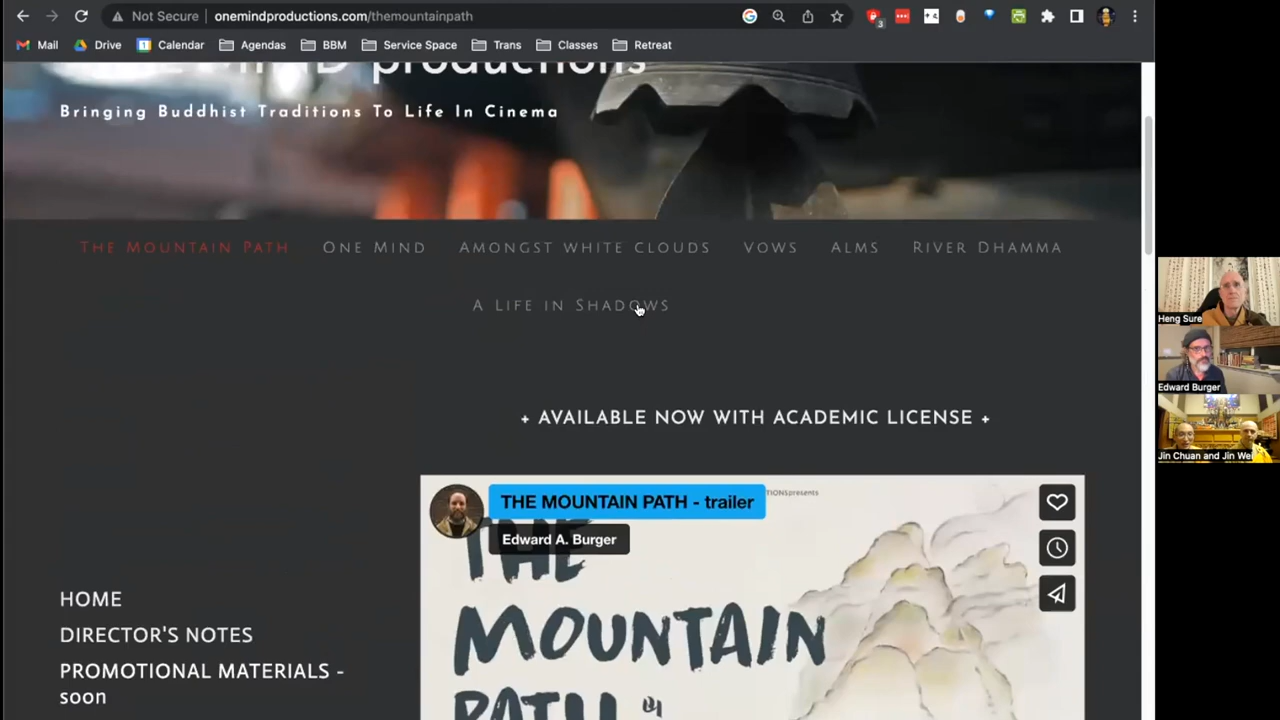 Not Secure | onemindproductions.com/themountainpath
3
Mail Drive Calendar Agendas BBM Service Space Trans Classes Retreat
productions
Bringing Buddhist Traditions To Life In Cinema
The Mountain Path One Mind Amongst white clouds Vows Alms River Dhamma
A Life in Shadows
+ AVAILABLE NOW WITH ACADEMIC LICENSE +
THE MOUNTAIN PATH - trailer
Edward A. Burger
THE
MOUNTAIN
PATH
HOME
DIRECTOR'S NOTES
PROMOTIONAL MATERIALS -
soon
Heng Sure
Edward Burger
Jin Chuan and Jin Wei